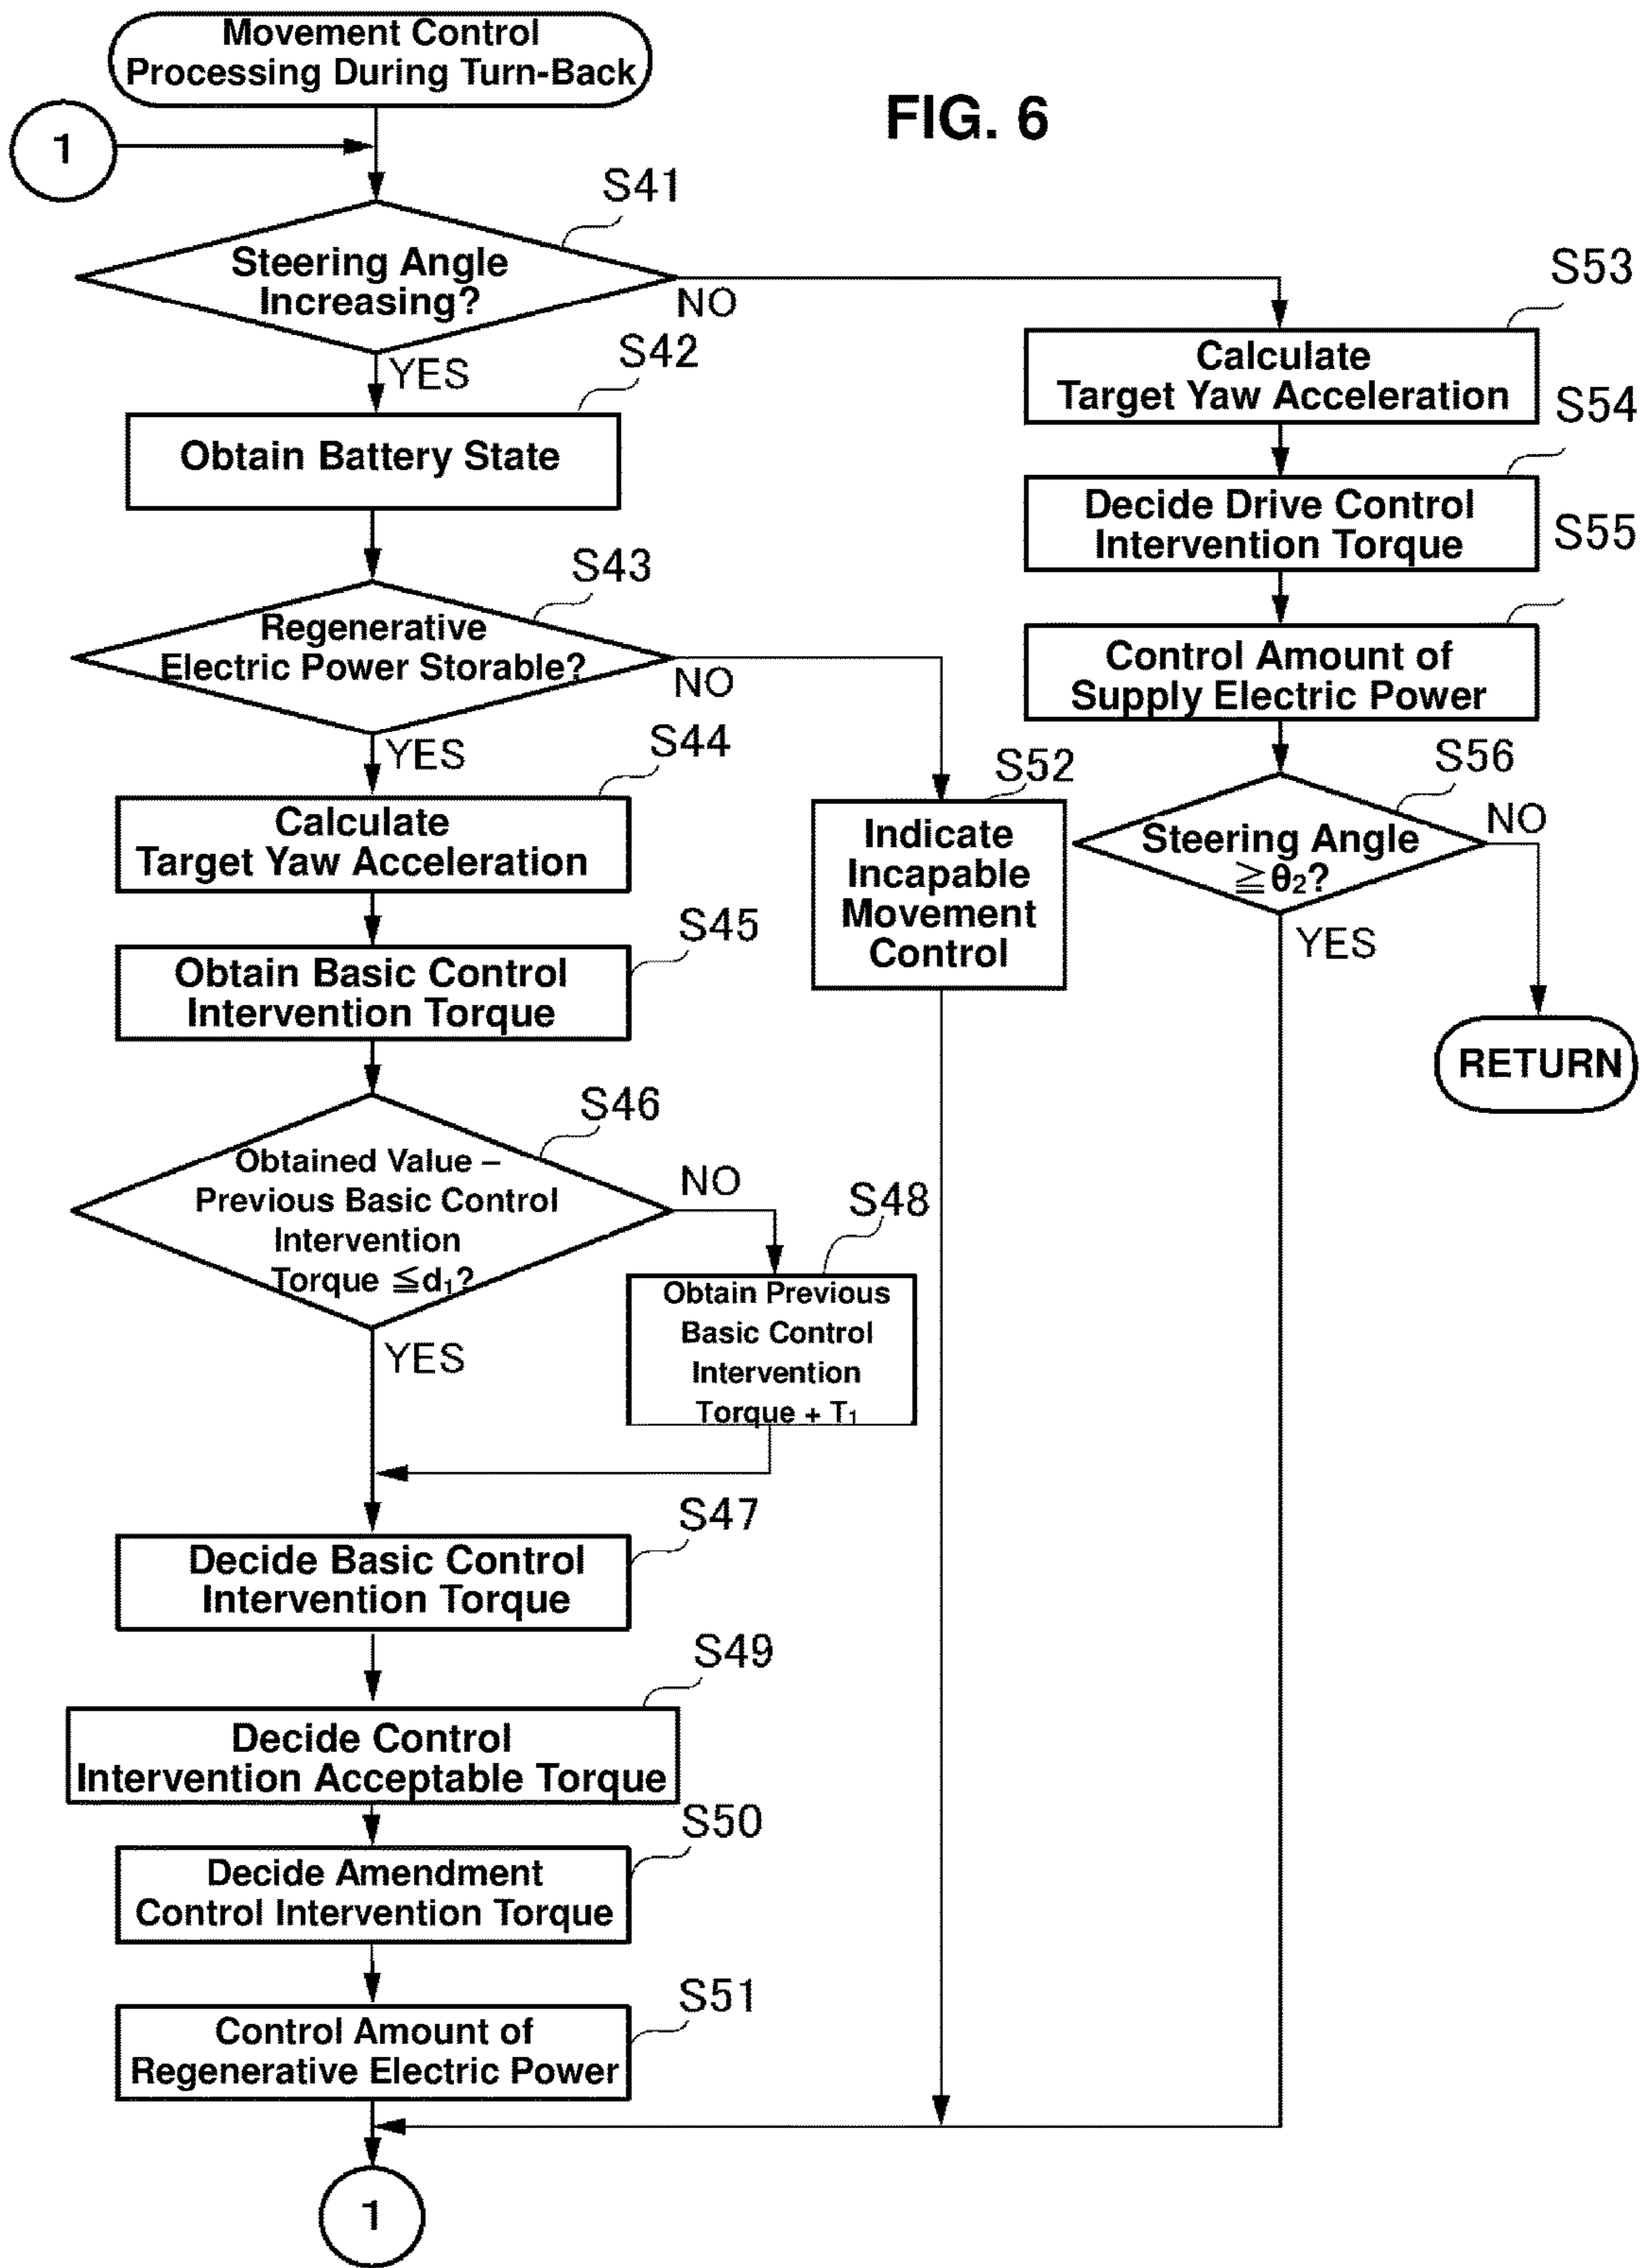 Movement Control
Processing During Turn-Back
FIG. 6
1
S41
Steering Angle
Increasing?
NO
YES
S42
Obtain Battery State
S43
Regenerative
Electric Power Storable?
NO
YES
S44
Calculate
Target Yaw Acceleration
S45
Obtain Basic Control
Intervention Torque
S46
Obtained Value –
Previous Basic Control
Intervention
Torque ≦d₁?
NO
YES
S48
Obtain Previous
Basic Control
Intervention
Torque + T₁
S47
Decide Basic Control
Intervention Torque
S49
Decide Control
Intervention Acceptable Torque
S50
Decide Amendment
Control Intervention Torque
S51
Control Amount of
Regenerative Electric Power
1
S52
Indicate
Incapable
Movement
Control
S53
Calculate
Target Yaw Acceleration
S54
Decide Drive Control
Intervention Torque
S55
Control Amount of
Supply Electric Power
S56
Steering Angle
≧θ₂?
NO
YES
RETURN